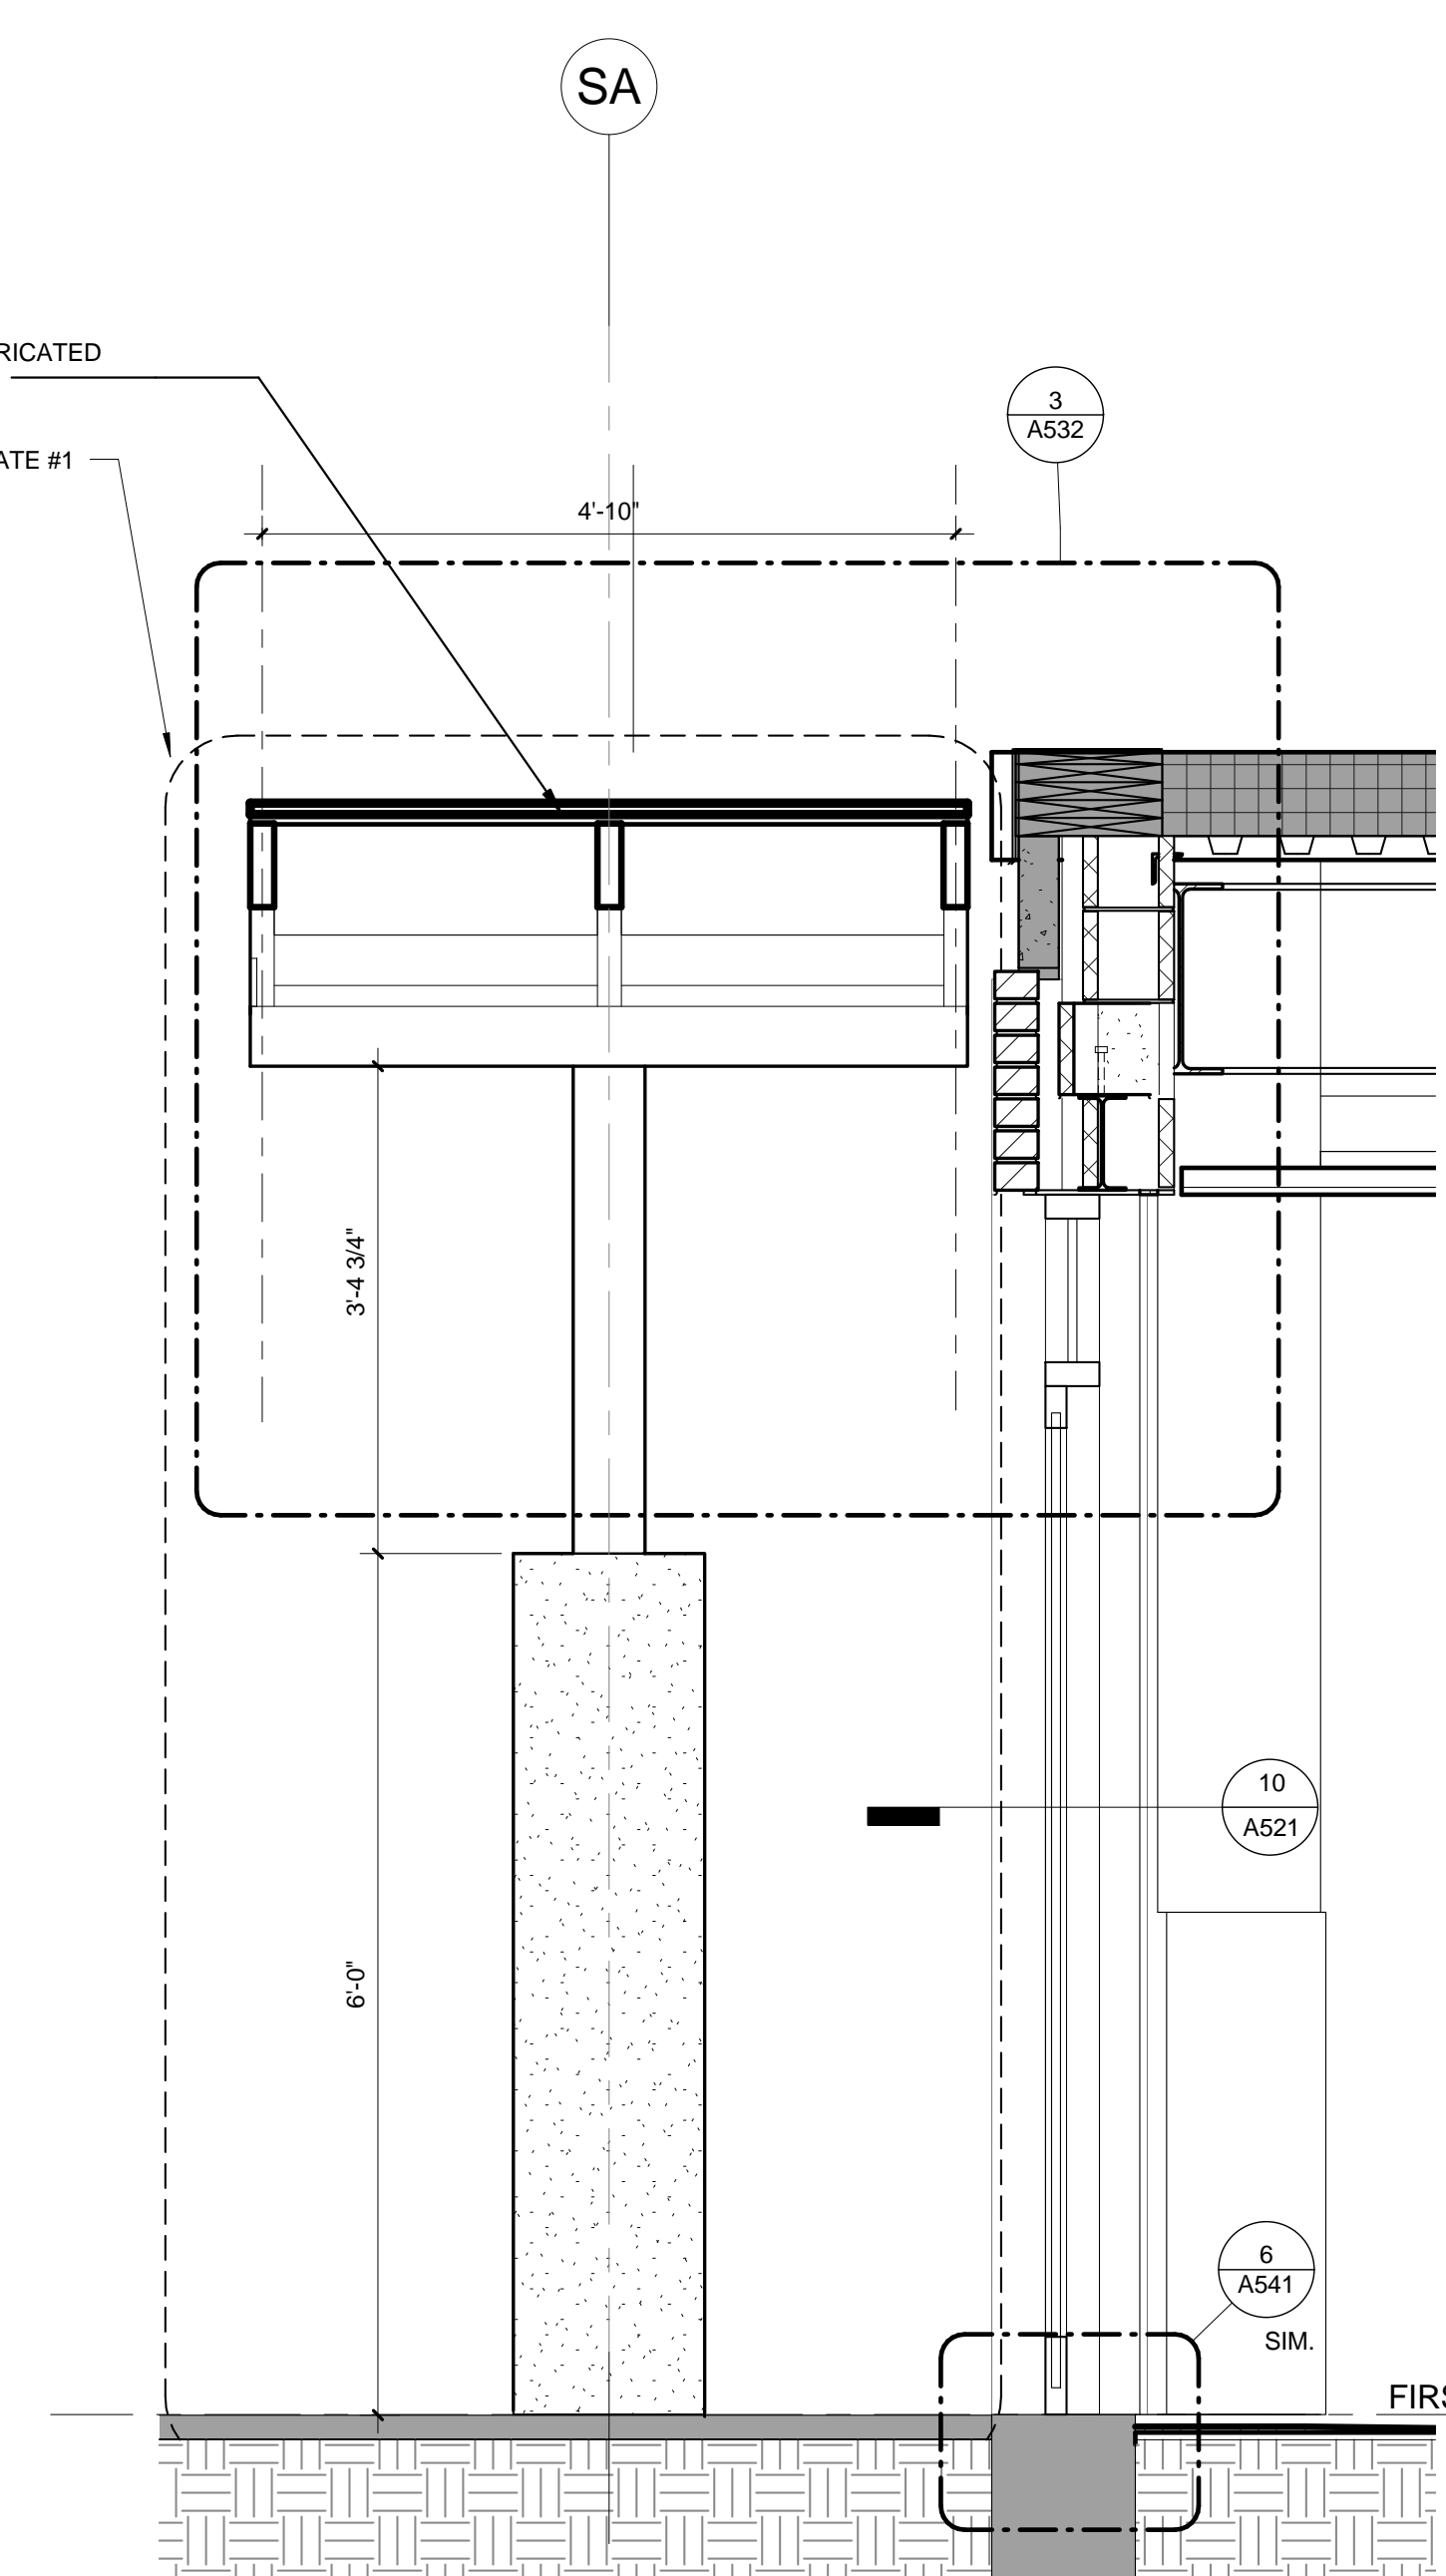 SA
RICATED
3
A532
ATE #1
4'-10"
3'-4 3/4"
10
A521
6'-0"
6
A541
SIM.
FIRS